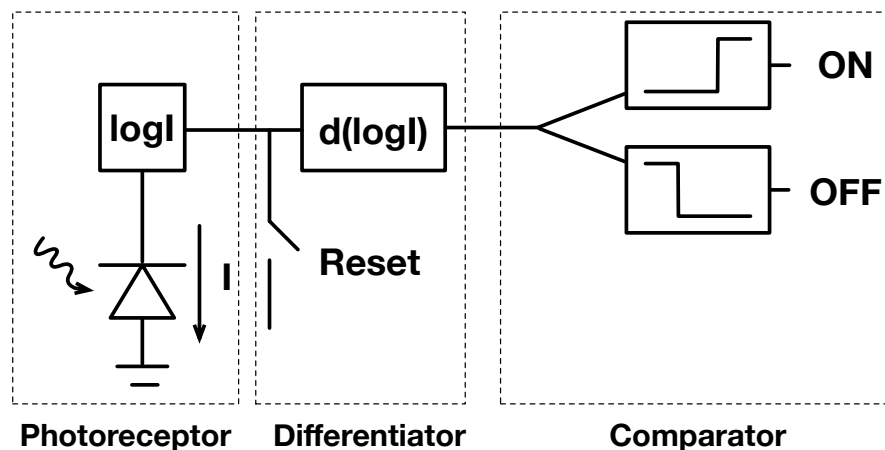 ON
logI
d(logI)
OFF
Reset
I
Photoreceptor
Differentiator
Comparator